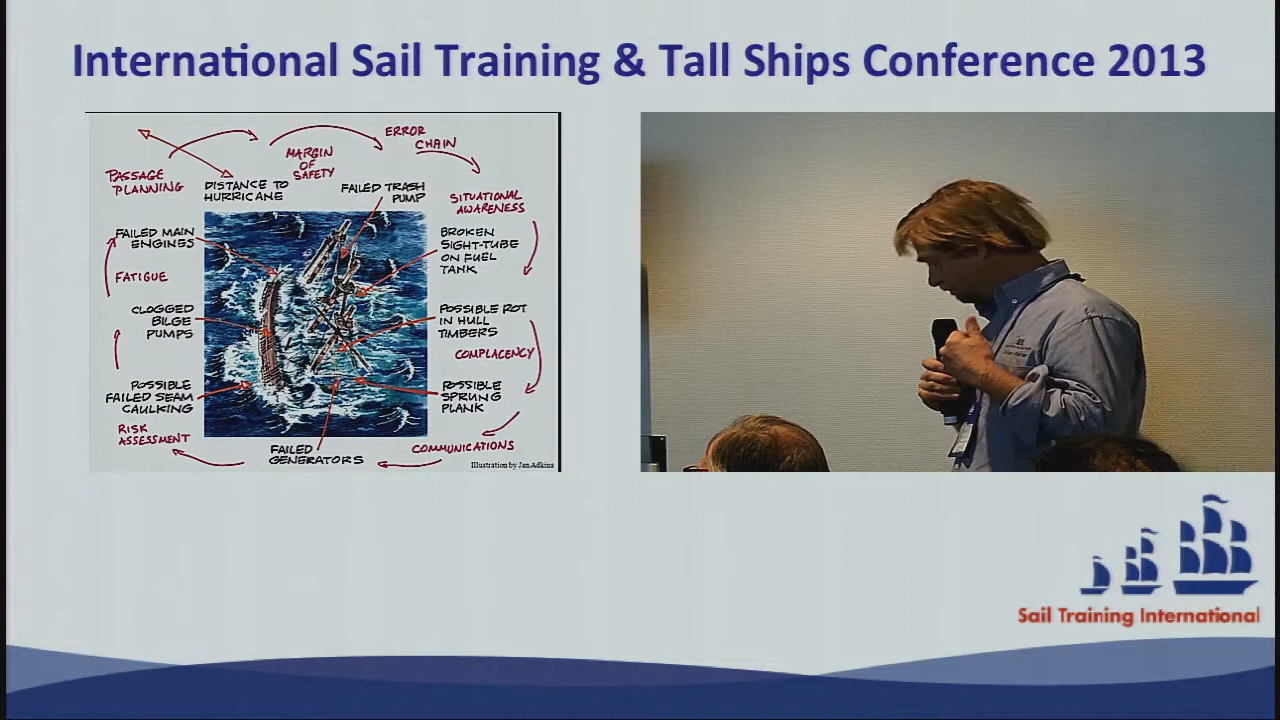 International Sail Training & Tall Ships Conference 2013
ERROR
CHAIN
MARGIN
OF
SAFETY
PASSAGE
PLANNING
DISTANCE TO
HURRICANE
FAILED TRASH
PUMP
SITUATIONAL
AWARENESS
FAILED MAIN
ENGINES
BROKEN
SIGHT-TUBE
ON FUEL
TANK
FATIGUE
CLOGGED
BILGE
PUMPS
POSSIBLE ROT
IN HULL
TIMBERS
COMPLACENCY
POSSIBLE
FAILED SEAM
CAULKING
POSSIBLE
SPRUNG
PLANK
RISK
ASSESSMENT
FAILED
GENERATORS
COMMUNICATIONS
Illustration by Jan Adkins
Sail Training International